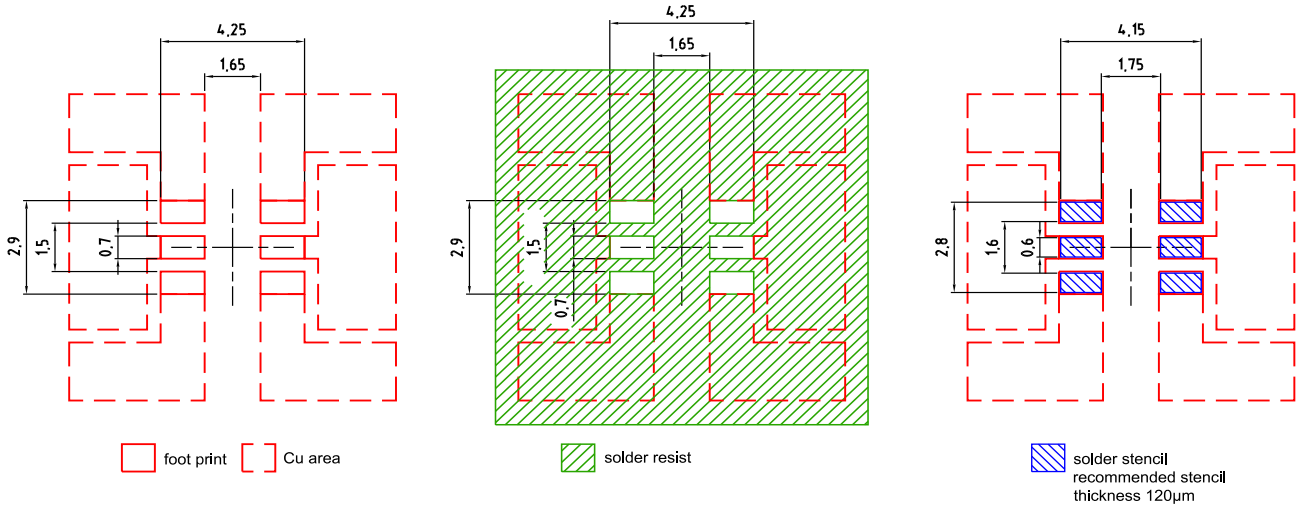 4,25
1,65
2,9
1,5
0,7
4,25
1,65
2,9
1,5
0,7
4,15
1,75
2,8
1,6
0,6
foot print
Cu area
solder resist
solder stencil
recommended stencil
thickness 120µm